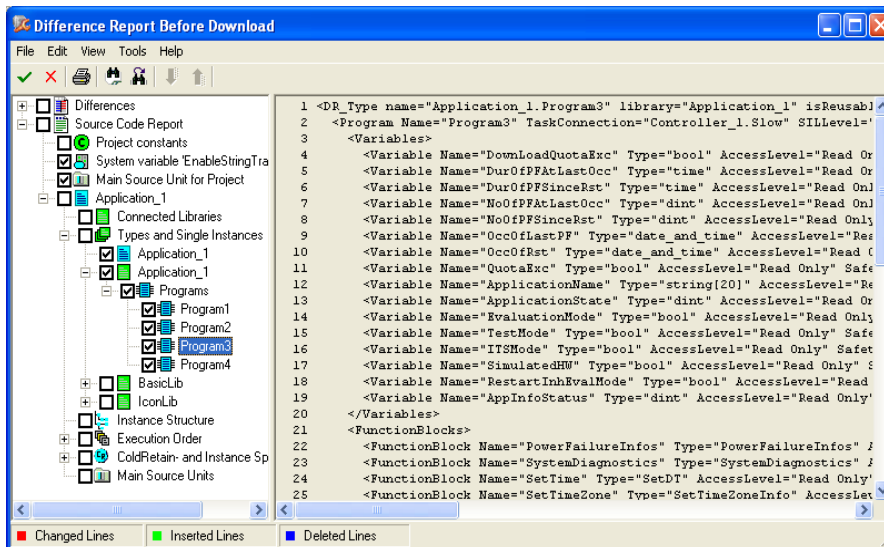 Difference Report Before Download
File Edit View Tools Help
Differences
Source Code Report
Project constants
System variable 'EnableStringTra
Main Source Unit for Project
Application_1
Connected Libraries
Types and Single Instances
Application_1
Application_1
Programs
Program1
Program2
Program3
Program4
BasicLib
IconLib
Instance Structure
Execution Order
ColdRetain- and Instance Sp
Main Source Units
1 <DR_Type name="Application_1.Program3" library="Application_1" isReusabl
2 <Program Name="Program3" TaskConnection="Controller_1.Slow" SILLevel="
3 <Variables>
4 <Variable Name="DownLoadQuotaExc" Type="bool" AccessLevel="Read On
5 <Variable Name="DurOfPFAtLastOcc" Type="time" AccessLevel="Read Or
6 <Variable Name="DurOfPFSinceRst" Type="time" AccessLevel="Read Onl
7 <Variable Name="NoOfPFAtLastOcc" Type="dint" AccessLevel="Read Onl
8 <Variable Name="NoOfPFSinceRst" Type="dint" AccessLevel="Read Only
9 <Variable Name="OccOfLastPF" Type="date_and_time" AccessLevel="Rea
10 <Variable Name="OccOfRst" Type="date_and_time" AccessLevel="Read O
11 <Variable Name="QuotaExc" Type="bool" AccessLevel="Read Only" Safe
12 <Variable Name="ApplicationName" Type="string[20]" AccessLevel="Re
13 <Variable Name="ApplicationState" Type="dint" AccessLevel="Read Or
14 <Variable Name="EvaluationMode" Type="bool" AccessLevel="Read Only
15 <Variable Name="TestMode" Type="bool" AccessLevel="Read Only" Safe
16 <Variable Name="ITSMode" Type="bool" AccessLevel="Read Only" Safet
17 <Variable Name="SimulatedHW" Type="bool" AccessLevel="Read Only" S
18 <Variable Name="RestartInhEvalMode" Type="bool" AccessLevel="Read
19 <Variable Name="AppInfoStatus" Type="dint" AccessLevel="Read Only"
20 </Variables>
21 <FunctionBlocks>
22 <FunctionBlock Name="PowerFailureInfos" Type="PowerFailureInfos" A
23 <FunctionBlock Name="SystemDiagnostics" Type="SystemDiagnostics" A
24 <FunctionBlock Name="SetTime" Type="SetDT" AccessLevel="Read Only"
25 <FunctionBlock Name="SetTimeZone" Type="SetTimeZoneInfo" AccessLev
Changed Lines Inserted Lines Deleted Lines